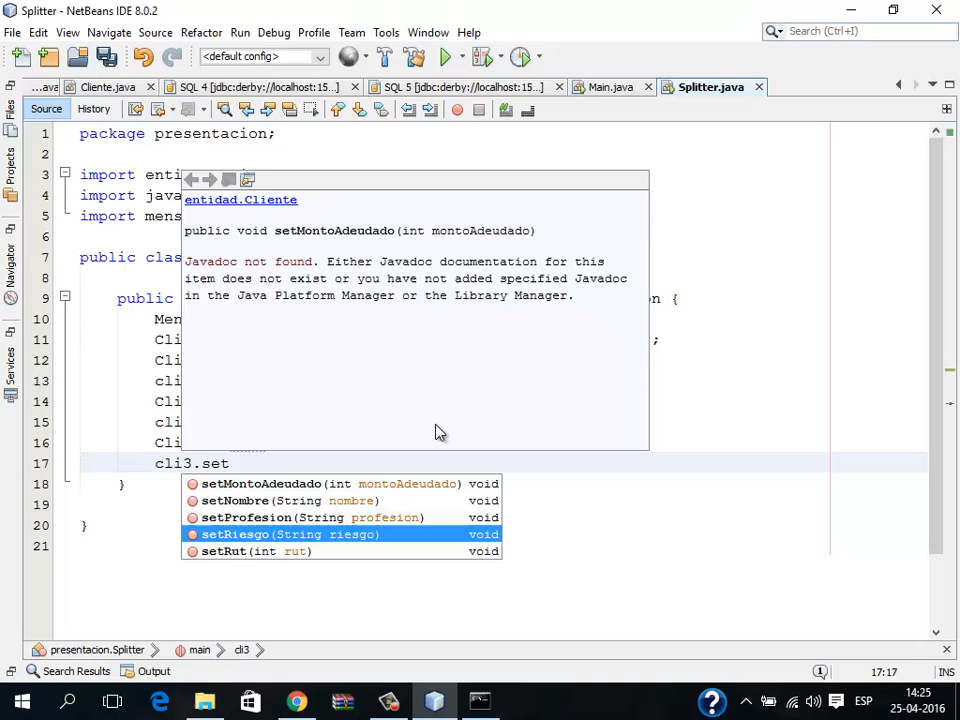 Splitter - NetBeans IDE 8.0.2
File Edit View Navigate Source Refactor Run Debug Profile Team Tools Window Help
<default config> Search (Ctrl+I)
...ava Cliente.java SQL 4 [jdbc:derby://localhost:15... SQL 5 [jdbc:derby://localhost:15... Main.java Splitter.java
Source History
Files
Projects
Navigator
Services
1 package presentacion;
2
3 import enti
4 import java
5 import mens
6
7 public clas
8
9 public on {
10 Men
11 Cli ;
12 Cli
13 cli
14 Cli
15 cli
16 Cli
17 cli3.set
18 }
19
20 }
21
entidad.Cliente
public void setMontoAdeudado(int montoAdeudado)
Javadoc not found. Either Javadoc documentation for this
item does not exist or you have not added specified Javadoc
in the Java Platform Manager or the Library Manager.
setMontoAdeudado(int montoAdeudado) void
setNombre(String nombre) void
setProfesion(String profesion) void
setRiesgo(String riesgo) void
setRut(int rut) void
presentacion.Splitter main cli3
Search Results Output 1 17:17 INS
ESP 14:25
25-04-2016